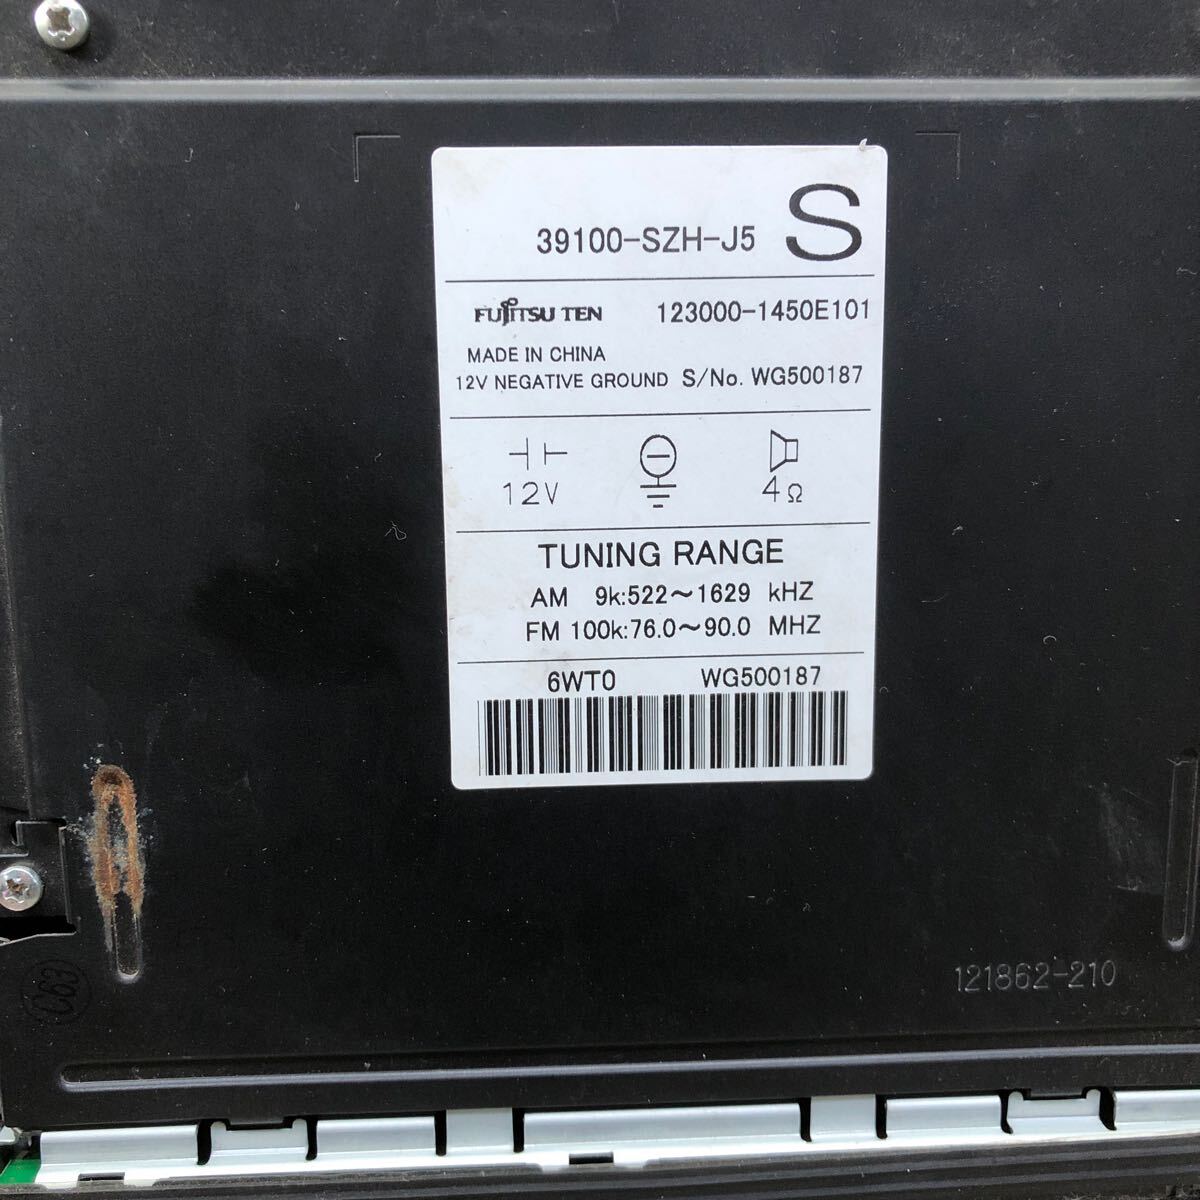 39100-SZH-J5 S
FUJITSU TEN 123000-1450E101
MADE IN CHINA
12V NEGATIVE GROUND S/No. WG500187
12V 4Ω
TUNING RANGE
AM 9k:522～1629 kHZ
FM 100k:76.0～90.0 MHZ
6WT0 WG500187
121862-210
C63